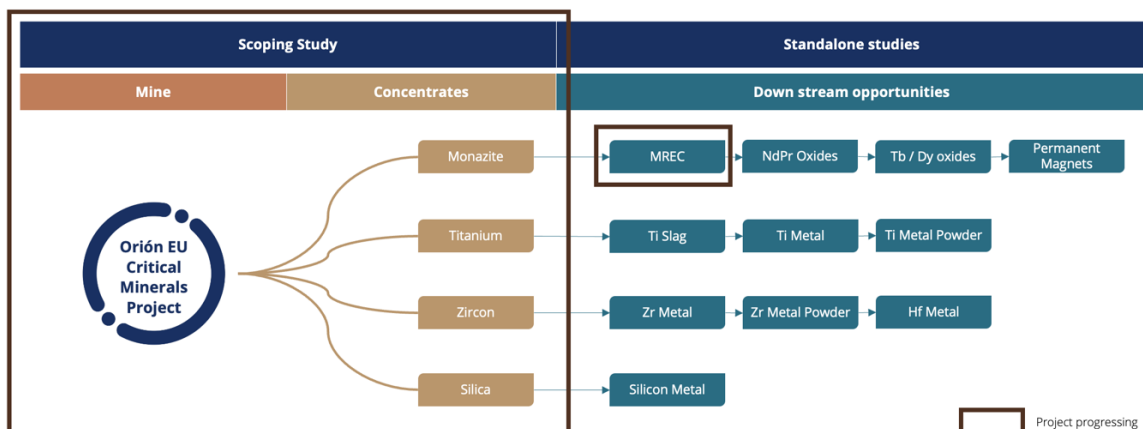 Scoping Study
Standalone studies
Mine
Concentrates
Down stream opportunities
Monazite
MREC
NdPr Oxides
Tb / Dy oxides
Permanent
Magnets
Orión EU
Critical
Minerals
Project
Titanium
Ti Slag
Ti Metal
Ti Metal Powder
Zircon
Zr Metal
Zr Metal Powder
Hf Metal
Silica
Silicon Metal
Project progressing